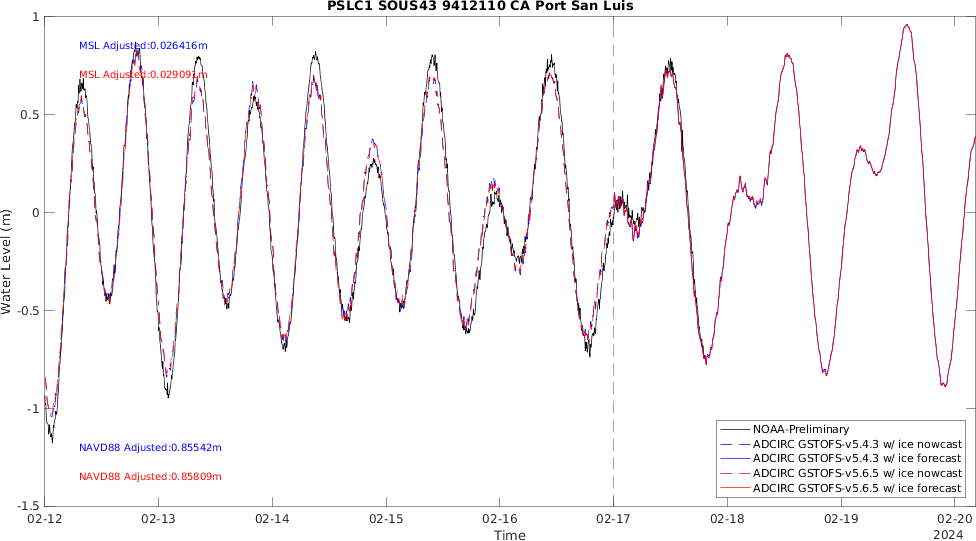 PSLC1 SOUS43 9412110 CA Port San Luis
MSL Adjusted:0.026416m
MSL Adjusted:0.029091m
NAVD88 Adjusted:0.85542m
NAVD88 Adjusted:0.85809m
Water Level (m)
1
0.5
0
-0.5
-1
-1.5
NOAA-Preliminary
ADCIRC GSTOFS-v5.4.3 w/ ice nowcast
ADCIRC GSTOFS-v5.4.3 w/ ice forecast
ADCIRC GSTOFS-v5.6.5 w/ ice nowcast
ADCIRC GSTOFS-v5.6.5 w/ ice forecast
02-12 02-13 02-14 02-15 02-16 02-17 02-18 02-19 02-20
Time
2024